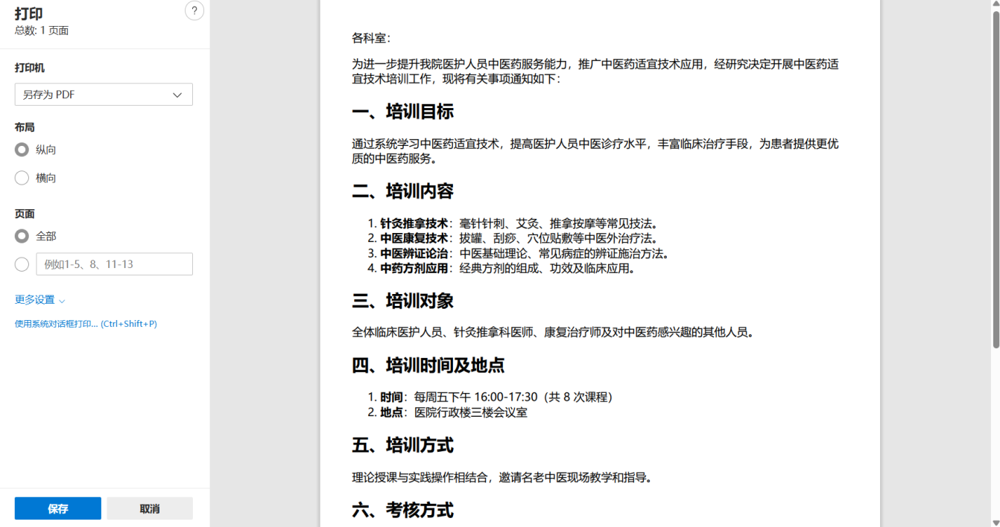 打印
?
总数: 1 页面
打印机
另存为 PDF
布局
纵向
横向
页面
全部
例如1-5、8、11-13
更多设置
使用系统对话框打印... (Ctrl+Shift+P)
保存
取消
各科室：
为进一步提升我院医护人员中医药服务能力，推广中医药适宜技术应用，经研究决定开展中医药适
宜技术培训工作，现将有关事项通知如下：
一、培训目标
通过系统学习中医药适宜技术，提高医护人员中医诊疗水平，丰富临床治疗手段，为患者提供更优
质的中医药服务。
二、培训内容
1. 针灸推拿技术：毫针针刺、艾灸、推拿按摩等常见技法。
2. 中医康复技术：拔罐、刮痧、穴位贴敷等中医外治疗法。
3. 中医辨证论治：中医基础理论、常见病症的辨证施治方法。
4. 中药方剂应用：经典方剂的组成、功效及临床应用。
三、培训对象
全体临床医护人员、针灸推拿科医师、康复治疗师及对中医药感兴趣的其他人员。
四、培训时间及地点
1. 时间：每周五下午 16:00-17:30（共 8 次课程）
2. 地点：医院行政楼三楼会议室
五、培训方式
理论授课与实践操作相结合，邀请名老中医现场教学和指导。
六、考核方式